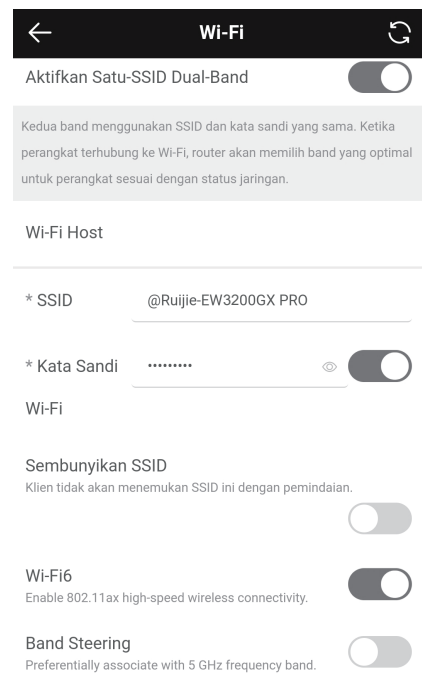 Wi-Fi
Aktifkan Satu-SSID Dual-Band
Kedua band menggunakan SSID dan kata sandi yang sama. Ketika
perangkat terhubung ke Wi-Fi, router akan memilih band yang optimal
untuk perangkat sesuai dengan status jaringan.
Wi-Fi Host
* SSID @Ruijie-EW3200GX PRO
* Kata Sandi •••••••••
Wi-Fi
Sembunyikan SSID
Klien tidak akan menemukan SSID ini dengan pemindaian.
Wi-Fi6
Enable 802.11ax high-speed wireless connectivity.
Band Steering
Preferentially associate with 5 GHz frequency band.